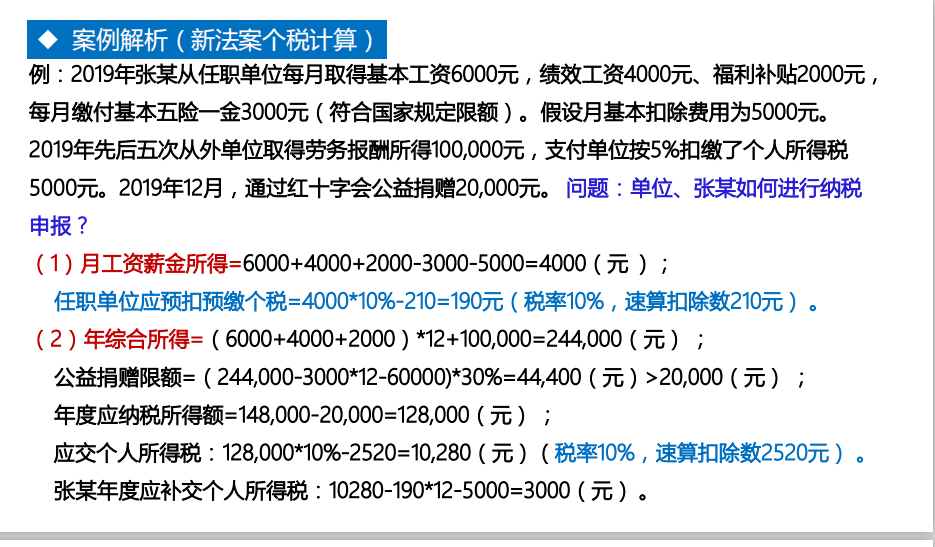 ◆ 案例解析（新法案个税计算）
例：2019年张某从任职单位每月取得基本工资6000元，绩效工资4000元、福利补贴2000元，
每月缴付基本五险一金3000元（符合国家规定限额）。假设月基本扣除费用为5000元。
2019年先后五次从外单位取得劳务报酬所得100,000元，支付单位按5%扣缴了个人所得税
5000元。2019年12月，通过红十字会公益捐赠20,000元。 问题：单位、张某如何进行纳税
申报？
（1）月工资薪金所得=6000+4000+2000-3000-5000=4000（元 ）；
任职单位应预扣预缴个税=4000*10%-210=190元（税率10%，速算扣除数210元）。
（2）年综合所得=（6000+4000+2000）*12+100,000=244,000（元）；
公益捐赠限额=（244,000-3000*12-60000)*30%=44,400（元）>20,000（元）；
年度应纳税所得额=148,000-20,000=128,000（元）；
应交个人所得税：128,000*10%-2520=10,280（元）（税率10%，速算扣除数2520元）。
张某年度应补交个人所得税：10280-190*12-5000=3000（元）。